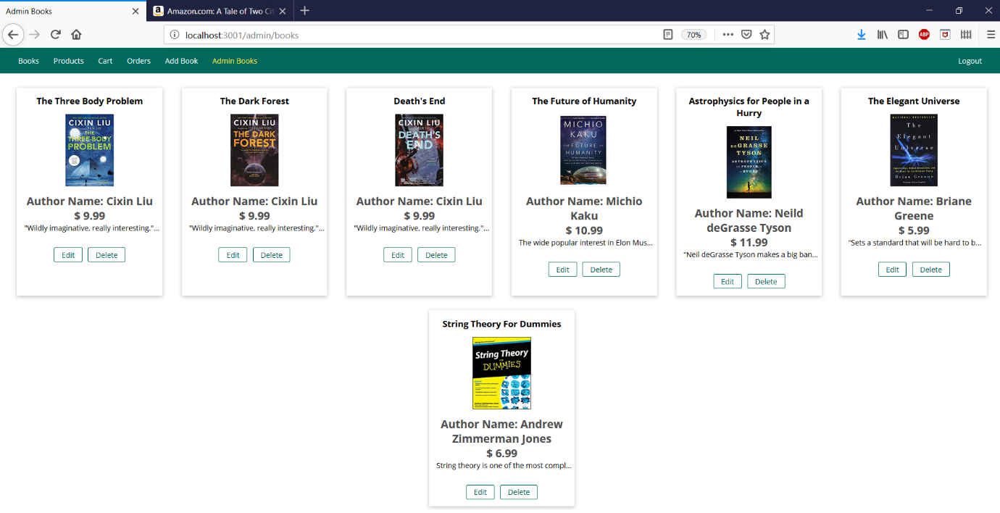 Admin Books
Amazon.com: A Tale of Two Cit
localhost:3001/admin/books
70%
ABP
Books Products Cart Orders Add Book Admin Books Logout
The Three Body Problem
CIXIN LIU
THE
THREE-BODY
PROBLEM
Author Name: Cixin Liu
$ 9.99
"Wildly imaginative, really interesting."...
Edit Delete
The Dark Forest
CIXIN LIU
THE DARK
FOREST
Author Name: Cixin Liu
$ 9.99
"Wildly imaginative, really interesting."...
Edit Delete
Death's End
CIXIN LIU
DEATH'S
END
Author Name: Cixin Liu
$ 9.99
"Wildly imaginative, really interesting."...
Edit Delete
The Future of Humanity
MICHIO
KAKU
THE FUTURE OF
HUMANITY
Author Name: Michio
Kaku
$ 10.99
The wide popular interest in Elon Mus...
Edit Delete
Astrophysics for People in a
Hurry
NEIL
DEGRASSE
TYSON
ASTROPHYSICS
FOR PEOPLE
IN A HURRY
Author Name: Neild
deGrasse Tyson
$ 11.99
"Neil deGrasse Tyson makes a big ban...
Edit Delete
The Elegant Universe
NATIONAL BESTSELLER
The
Elegant
Universe
Brian Greene
Author Name: Briane
Greene
$ 5.99
"Sets a standard that will be hard to b...
Edit Delete
String Theory For Dummies
String Theory
FOR
DUMMIES
Author Name: Andrew
Zimmerman Jones
$ 6.99
String theory is one of the most compl...
Edit Delete